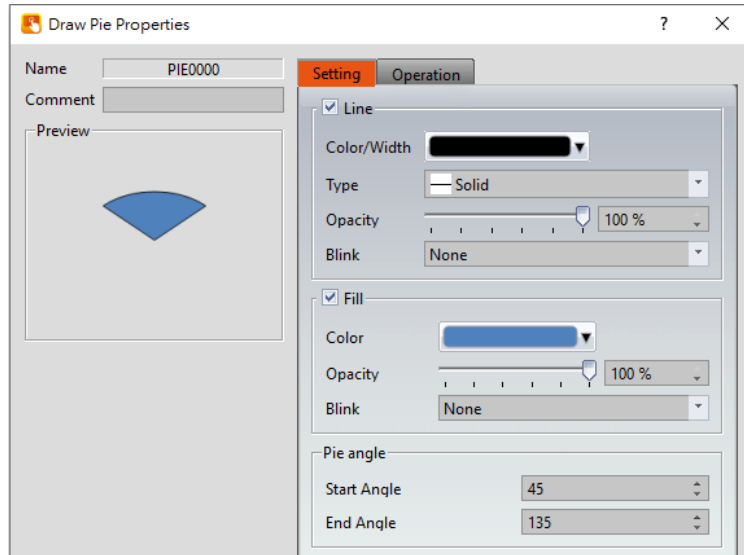 Draw Pie Properties
?
Name PIE0000
Comment
Preview
Setting Operation
Line
Color/Width
Type Solid
Opacity 100 %
Blink None
Fill
Color
Opacity 100 %
Blink None
Pie angle
Start Angle 45
End Angle 135